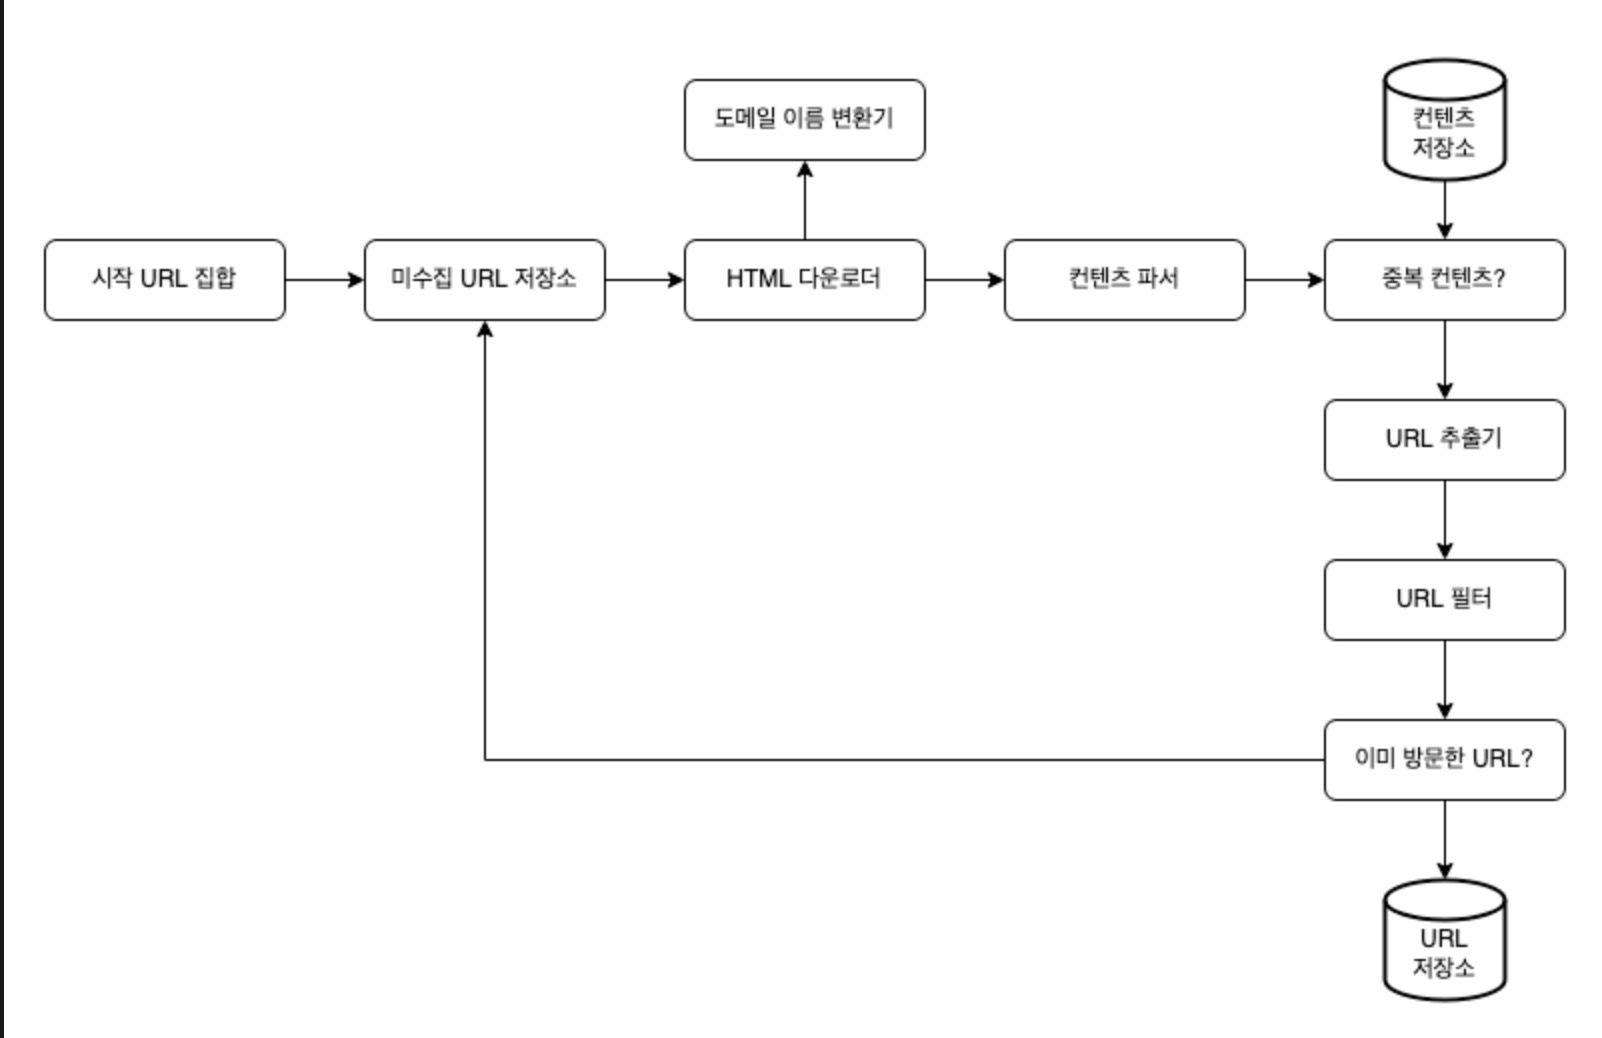 도메일 이름 변환기
컨텐츠
저장소
시작 URL 집합
미수집 URL 저장소
HTML 다운로더
컨텐츠 파서
중복 컨텐츠?
URL 추출기
URL 필터
이미 방문한 URL?
URL
저장소